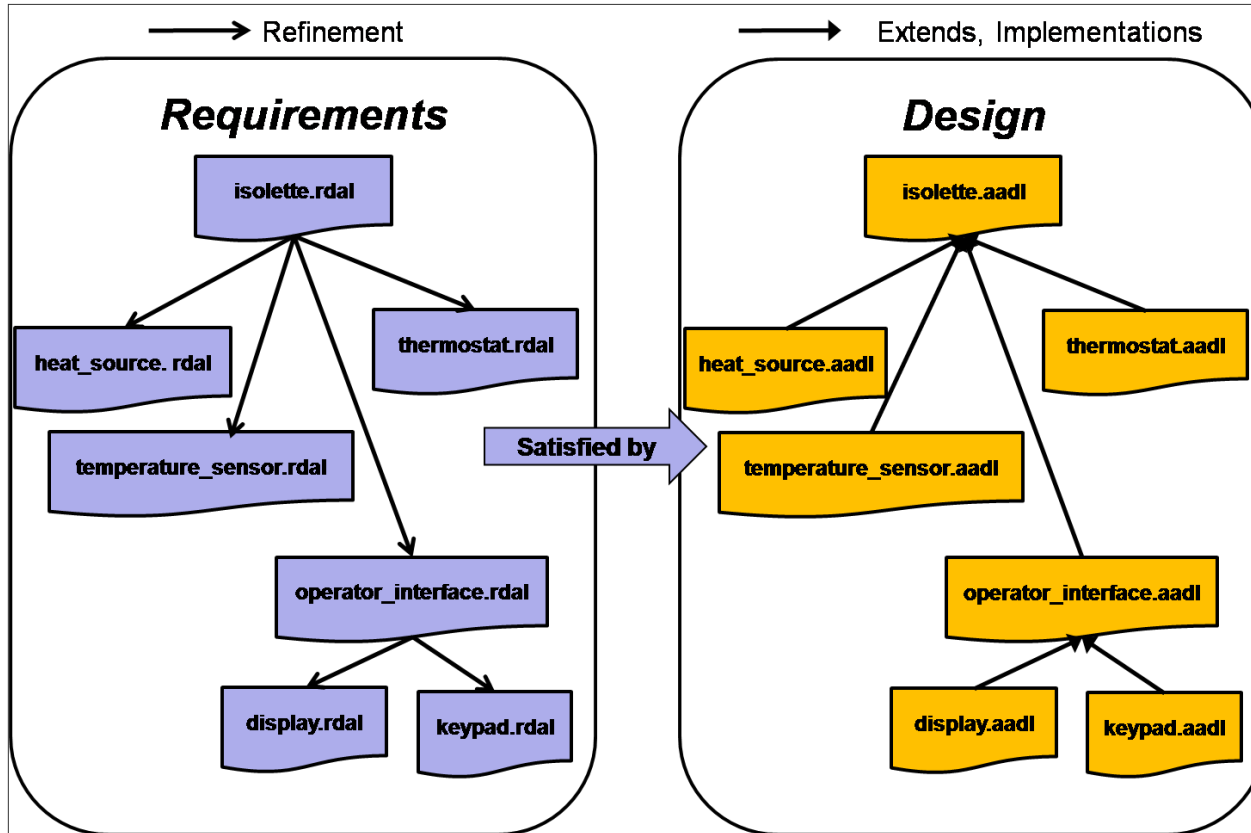 Refinement
Extends, Implementations
Requirements
isolette.rdal
heat_source. rdal
thermostat.rdal
temperature_sensor.rdal
operator_interface.rdal
display.rdal
keypad.rdal
Satisfied by
Design
isolette.aadl
heat_source.aadl
thermostat.aadl
temperature_sensor.aadl
operator_interface.aadl
display.aadl
keypad.aadl